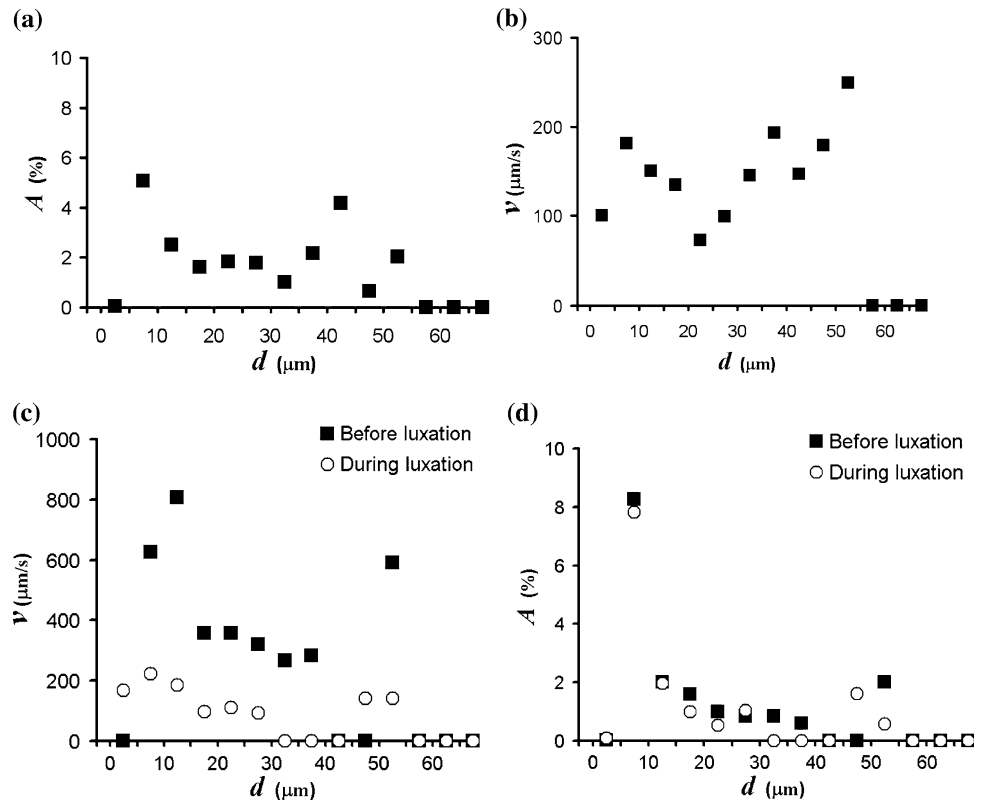 (a)
10
8
6
4
2
0
A (%)
0 10 20 30 40 50 60
d (μm)
(b)
300
200
100
0
v (μm/s)
0 10 20 30 40 50 60
d (μm)
(c)
Before luxation
During luxation
1000
800
600
400
200
0
v (μm/s)
0 10 20 30 40 50 60
d (μm)
(d)
Before luxation
During luxation
10
8
6
4
2
0
A (%)
0 10 20 30 40 50 60
d (μm)